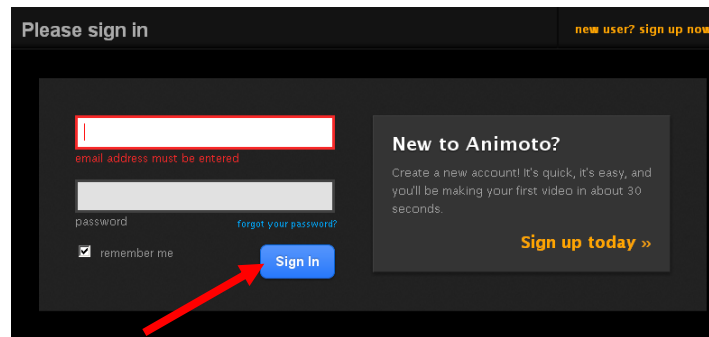 Please sign in
new user? sign up now
email address must be entered
password
forgot your password?
remember me
Sign In
New to Animoto?
Create a new account! It's quick, it's easy, and
you'll be making your first video in about 30
seconds.
Sign up today »